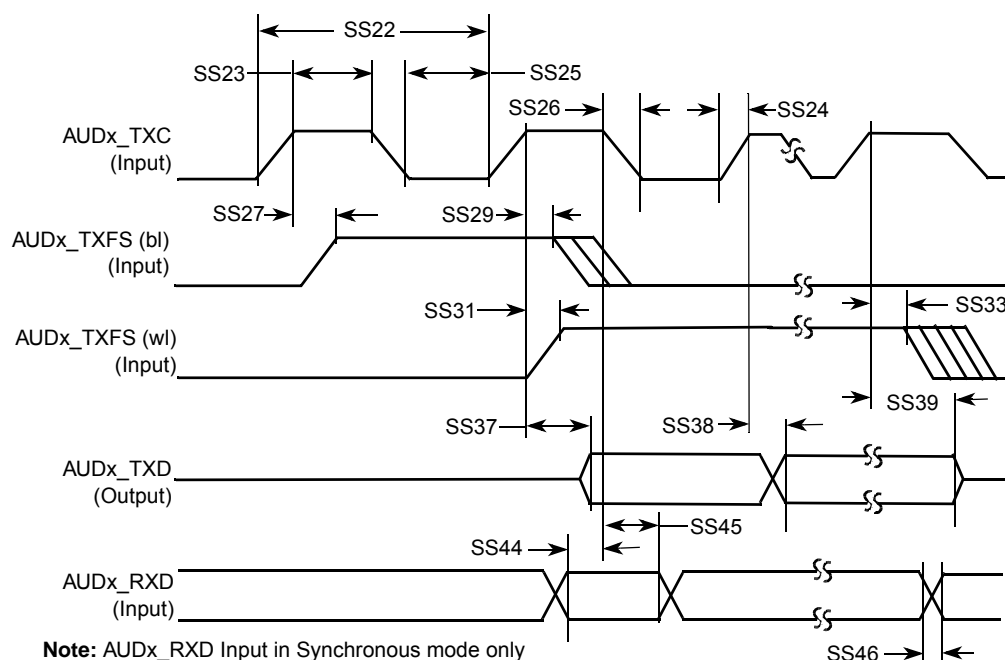 SS22
SS23
SS25
SS26
SS24
AUDx_TXC
(Input)
SS27
SS29
AUDx_TXFS (bl)
(Input)
SS31
SS33
AUDx_TXFS (wl)
(Input)
SS39
SS37
SS38
AUDx_TXD
(Output)
SS45
SS44
AUDx_RXD
(Input)
Note: AUDx_RXD Input in Synchronous mode only
SS46